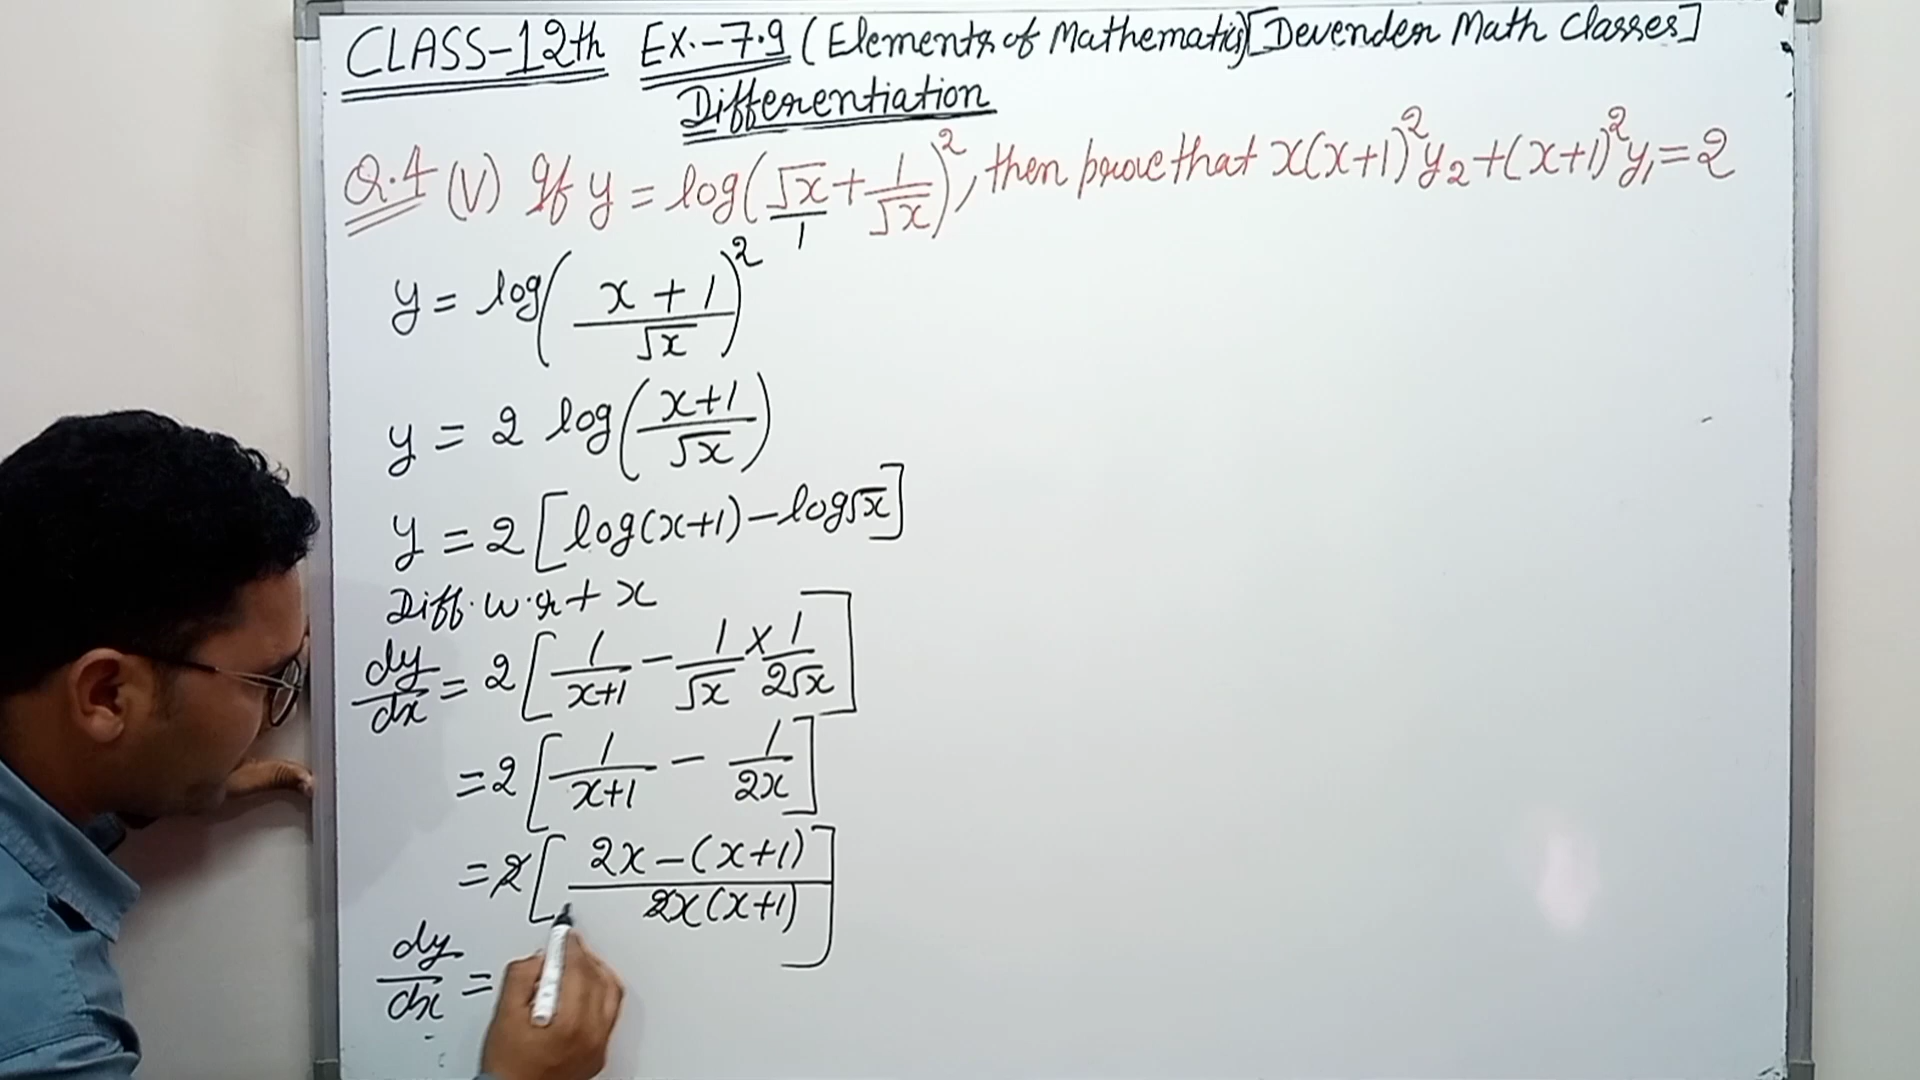 CLASS-12th Ex.-7.9 (Elements of Mathematics) [Devender Math Classes]
Differentiation
Q.4 (V) If y = log(√x/1 + 1/√x)², then prove that x(x+1)²y₂+(x+1)²y₁=2
y = log((x+1)/√x)²
y = 2 log((x+1)/√x)
y = 2[log(x+1)-log√x]
Diff. w.r.t x
dy/dx = 2[1/(x+1) - 1/√x × 1/2√x]
=2[1/(x+1) - 1/2x]
=2[(2x-(x+1))/2x(x+1)]
dy/dx =